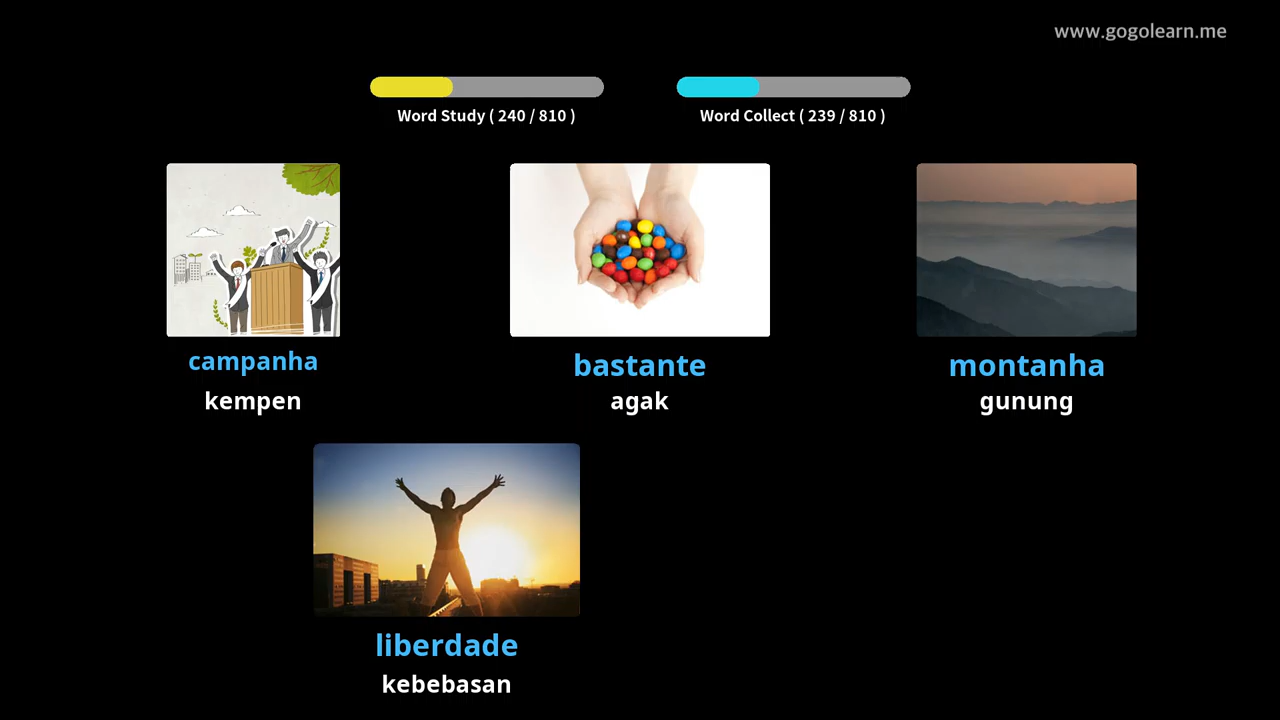 www.gogolearn.me
Word Study ( 240 / 810 )
Word Collect ( 239 / 810 )
campanha
kempen
bastante
agak
montanha
gunung
liberdade
kebebasan